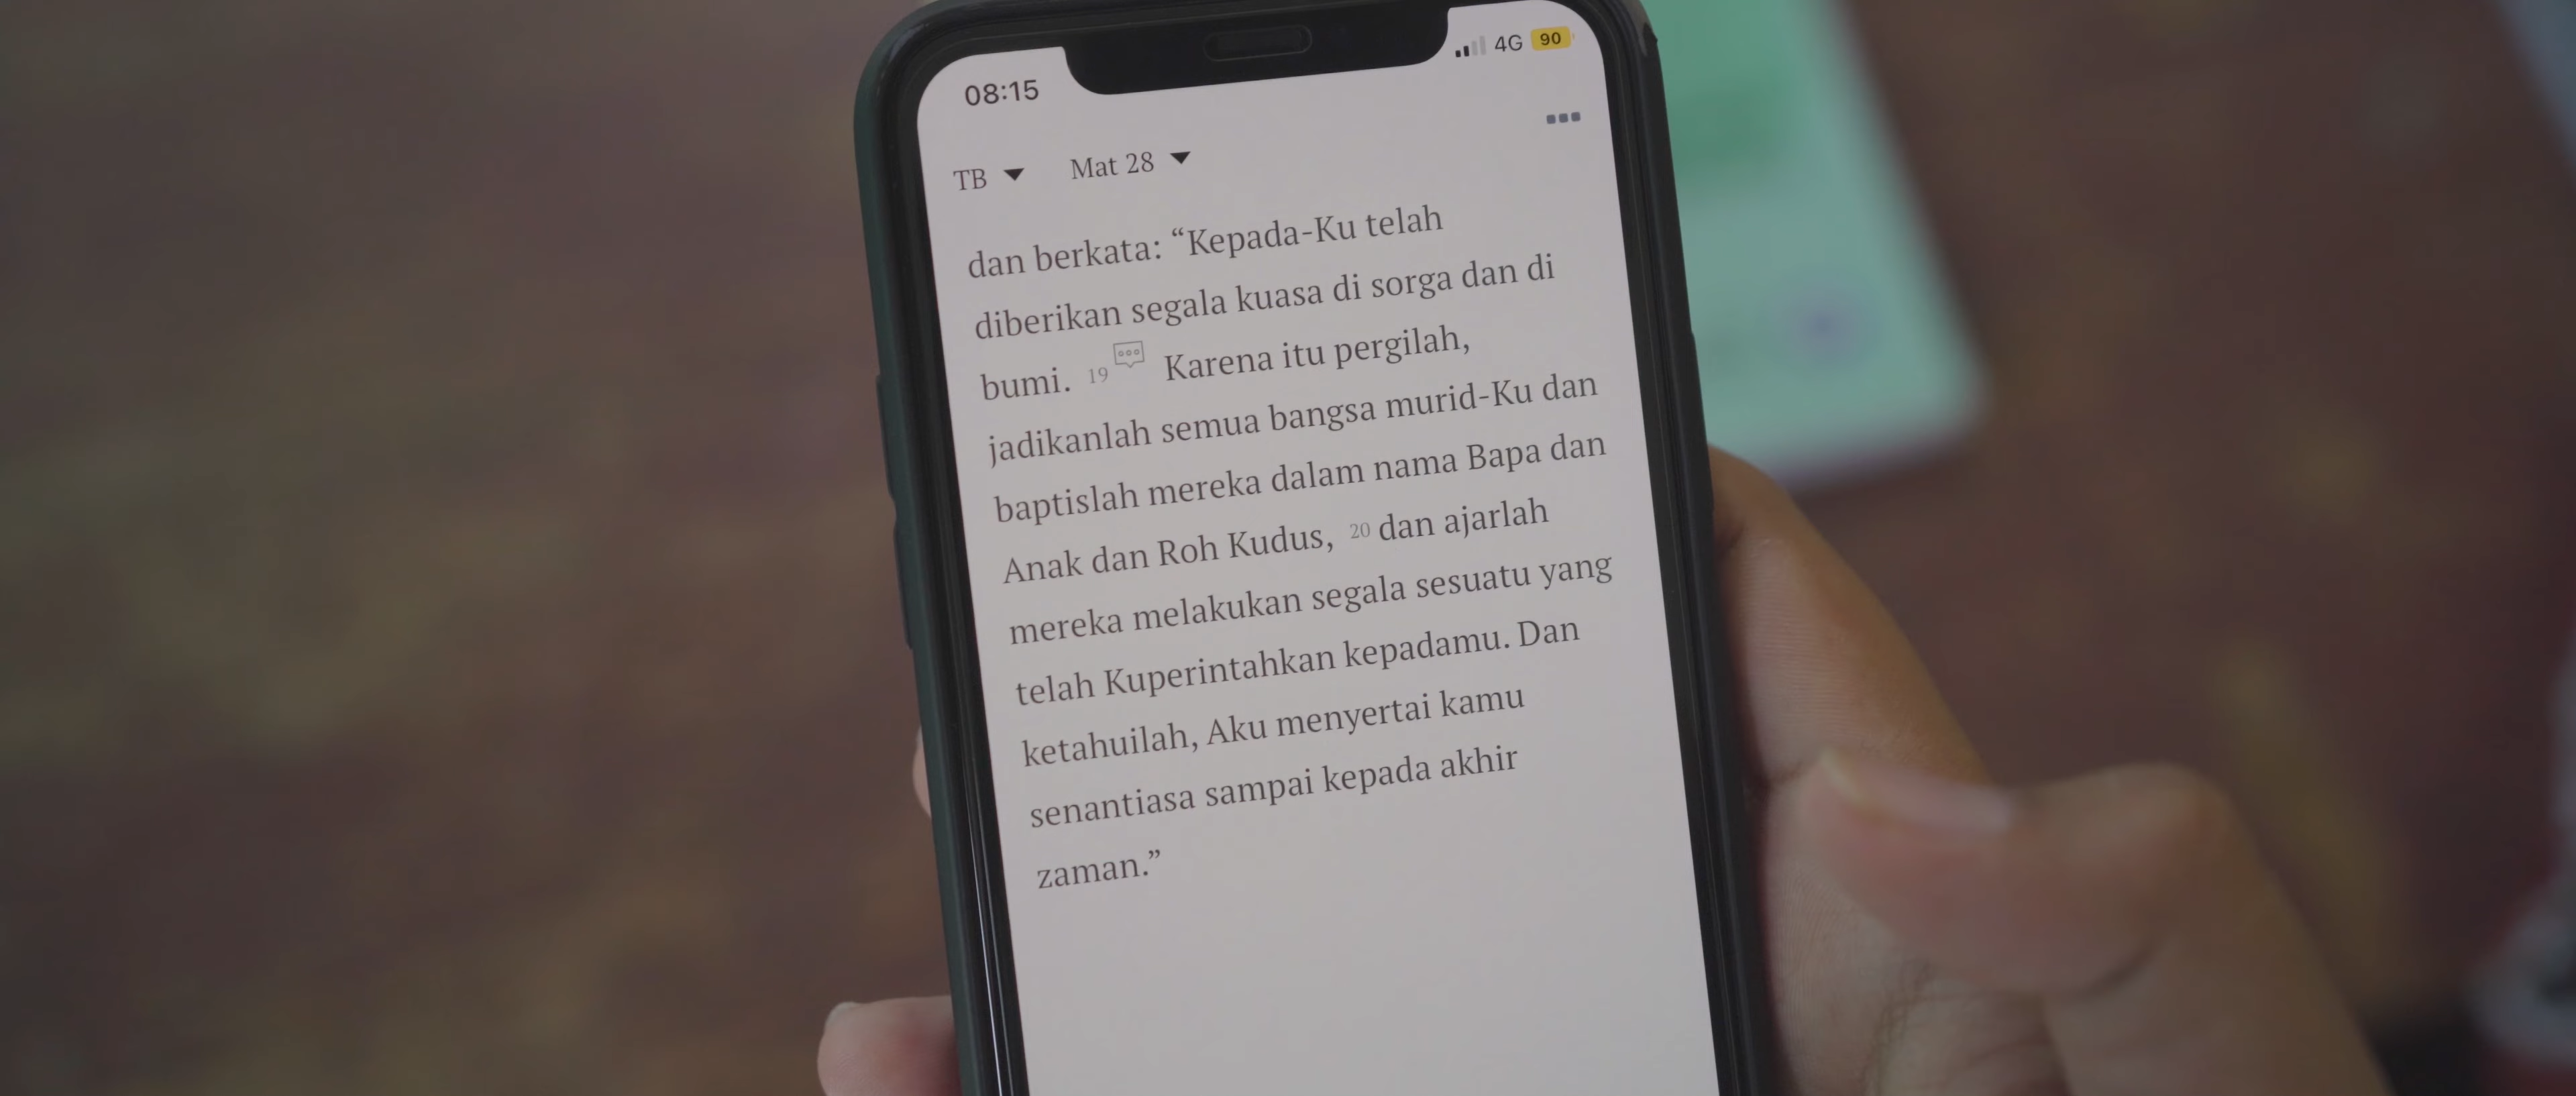 08:15
4G 90
TB Mat 28
dan berkata: “Kepada-Ku telah
diberikan segala kuasa di sorga dan di
bumi. 19 Karena itu pergilah,
jadikanlah semua bangsa murid-Ku dan
baptislah mereka dalam nama Bapa dan
Anak dan Roh Kudus, 20 dan ajarlah
mereka melakukan segala sesuatu yang
telah Kuperintahkan kepadamu. Dan
ketahuilah, Aku menyertai kamu
senantiasa sampai kepada akhir
zaman.”